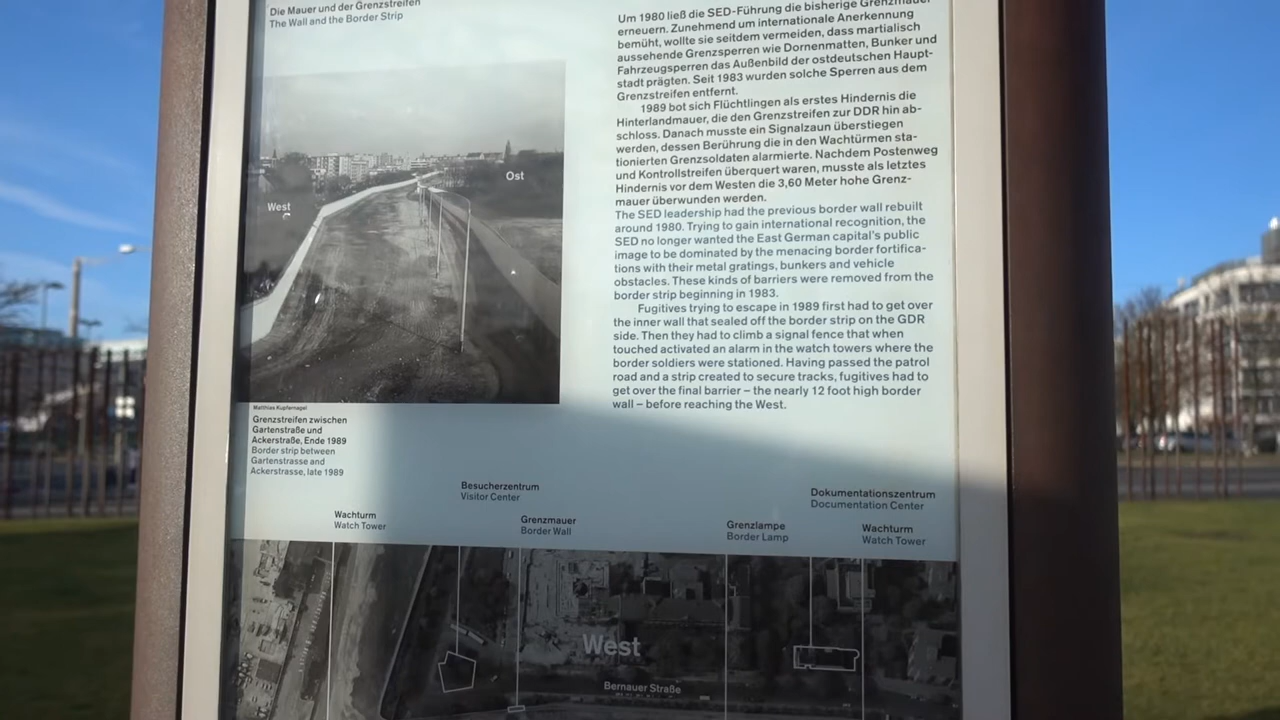 Die Mauer und der Grenzstreifen
The Wall and the Border Strip
West
Ost
Matthias Kupfernagel
Grenzstreifen zwischen
Gartenstraße und
Ackerstraße, Ende 1989
Border strip between
Gartenstrasse and
Ackerstrasse, late 1989
Um 1980 ließ die SED-Führung die bisherige Grenzmauer
erneuern. Zunehmend um internationale Anerkennung
bemüht, wollte sie seitdem vermeiden, dass martialisch
aussehende Grenzsperren wie Dornenmatten, Bunker und
Fahrzeugsperren das Außenbild der ostdeutschen Haupt-
stadt prägten. Seit 1983 wurden solche Sperren aus dem
Grenzstreifen entfernt.
1989 bot sich Flüchtlingen als erstes Hindernis die
Hinterlandmauer, die den Grenzstreifen zur DDR hin ab-
schloss. Danach musste ein Signalzaun überstiegen
werden, dessen Berührung die in den Wachtürmen sta-
tionierten Grenzsoldaten alarmierte. Nachdem Postenweg
und Kontrollstreifen überquert waren, musste als letztes
Hindernis vor dem Westen die 3,60 Meter hohe Grenz-
mauer überwunden werden.
The SED leadership had the previous border wall rebuilt
around 1980. Trying to gain international recognition, the
SED no longer wanted the East German capital's public
image to be dominated by the menacing border fortifica-
tions with their metal gratings, bunkers and vehicle
obstacles. These kinds of barriers were removed from the
border strip beginning in 1983.
Fugitives trying to escape in 1989 first had to get over
the inner wall that sealed off the border strip on the GDR
side. Then they had to climb a signal fence that when
touched activated an alarm in the watch towers where the
border soldiers were stationed. Having passed the patrol
road and a strip created to secure tracks, fugitives had to
get over the final barrier – the nearly 12 foot high border
wall – before reaching the West.
Wachturm
Watch Tower
Besucherzentrum
Visitor Center
Grenzmauer
Border Wall
Grenzlampe
Border Lamp
Dokumentationszentrum
Documentation Center
Wachturm
Watch Tower
West
Bernauer Straße